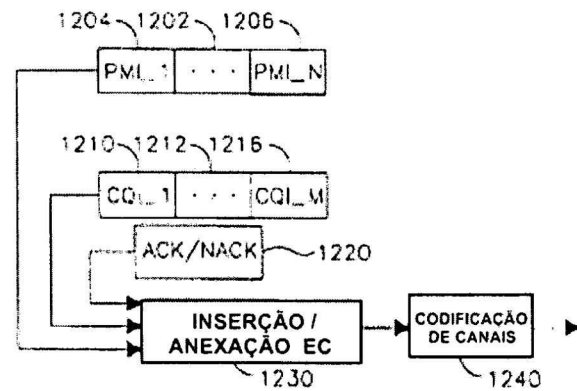 1204 1202 1206
PMI_1 · · · PMI_N
1210 1212 1216
CQI_1 · · · CQI_M
ACK/NACK 1220
INSERÇÃO / ANEXAÇÃO EC
CODIFICAÇÃO DE CANAIS
1230 1240